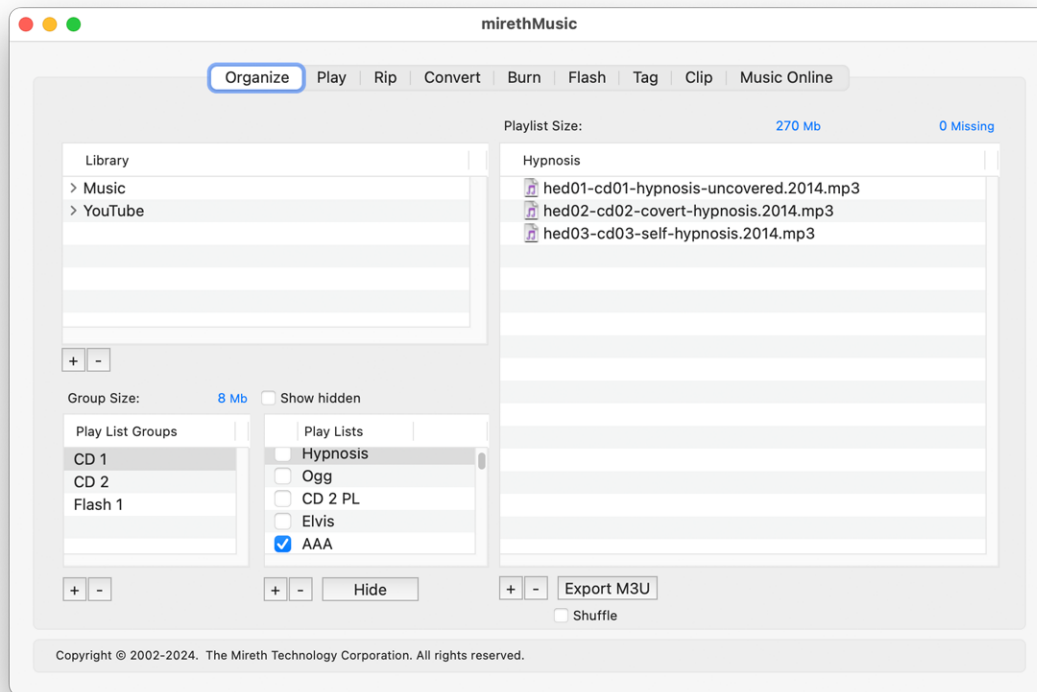 mirethMusic
Organize Play Rip Convert Burn Flash Tag Clip Music Online
Playlist Size: 270 Mb 0 Missing
Library
> Music
> YouTube
Hypnosis
hed01-cd01-hypnosis-uncovered.2014.mp3
hed02-cd02-covert-hypnosis.2014.mp3
hed03-cd03-self-hypnosis.2014.mp3
+ -
Group Size: 8 Mb
Show hidden
Play List Groups
CD 1
CD 2
Flash 1
Play Lists
Hypnosis
Ogg
CD 2 PL
Elvis
AAA
+ -
+ - Hide
+ - Export M3U
Shuffle
Copyright © 2002-2024. The Mireth Technology Corporation. All rights reserved.